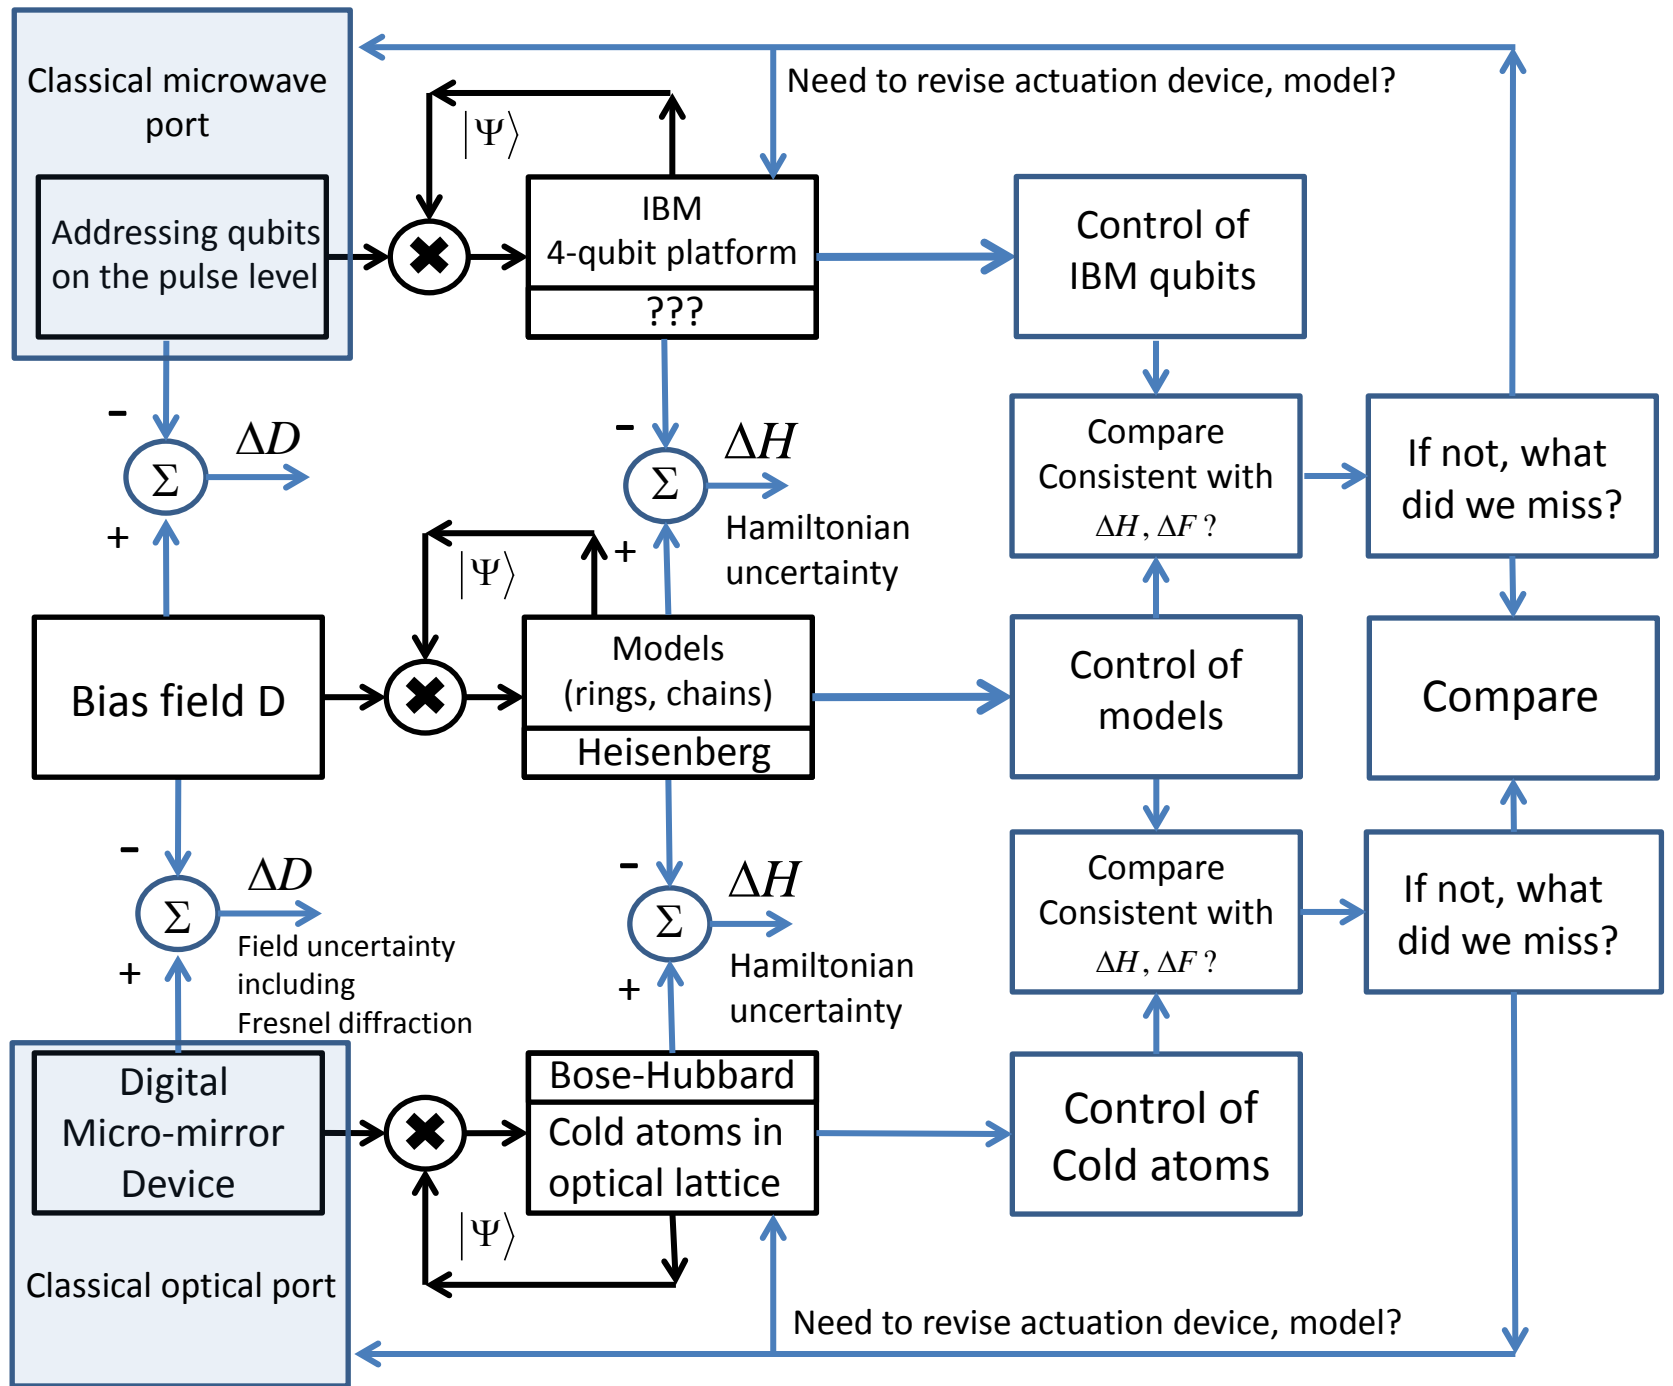 Classical microwave
port
Addressing qubits
on the pulse level
|Ψ⟩
IBM
4-qubit platform
???
Need to revise actuation device, model?
Control of
IBM qubits
-
Σ
ΔD
+
-
Σ
ΔH
+
Hamiltonian
uncertainty
Compare
Consistent with
ΔH, ΔF ?
If not, what
did we miss?
Bias field D
|Ψ⟩
Models
(rings, chains)
Heisenberg
Control of
models
Compare
-
Σ
ΔD
+
Field uncertainty
including
Fresnel diffraction
-
Σ
ΔH
+
Hamiltonian
uncertainty
Compare
Consistent with
ΔH, ΔF ?
If not, what
did we miss?
Digital
Micro-mirror
Device
Classical optical port
|Ψ⟩
Bose-Hubbard
Cold atoms in
optical lattice
Control of
Cold atoms
Need to revise actuation device, model?